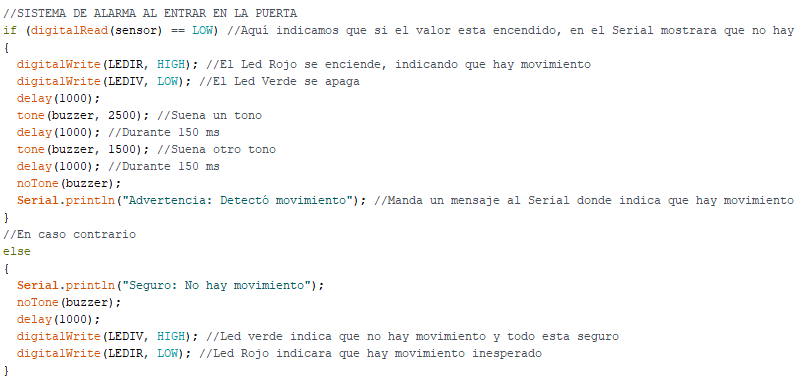 //SISTEMA DE ALARMA AL ENTRAR EN LA PUERTA
if (digitalRead(sensor) == LOW) //Aquí indicamos que si el valor esta encendido, en el Serial mostrara que no hay
{
  digitalWrite(LEDIR, HIGH); //El Led Rojo se enciende, indicando que hay movimiento
  digitalWrite(LEDIV, LOW); //El Led Verde se apaga
  delay(1000);
  tone(buzzer, 2500); //Suena un tono
  delay(1000); //Durante 150 ms
  tone(buzzer, 1500); //Suena otro tono
  delay(1000); //Durante 150 ms
  noTone(buzzer);
  Serial.println("Advertencia: Detectó movimiento"); //Manda un mensaje al Serial donde indica que hay movimiento
}
//En caso contrario
else
{
  Serial.println("Seguro: No hay movimiento");
  noTone(buzzer);
  delay(1000);
  digitalWrite(LEDIV, HIGH); //Led verde indica que no hay movimiento y todo esta seguro
  digitalWrite(LEDIR, LOW); //Led Rojo indicara que hay movimiento inesperado
}